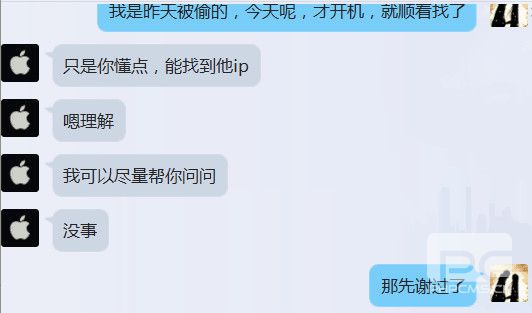 我是昨天被偷的，今天呢，才开机，就顺看找了
只是你懂点，能找到他ip
嗯理解
我可以尽量帮你问问
没事
那先谢过了